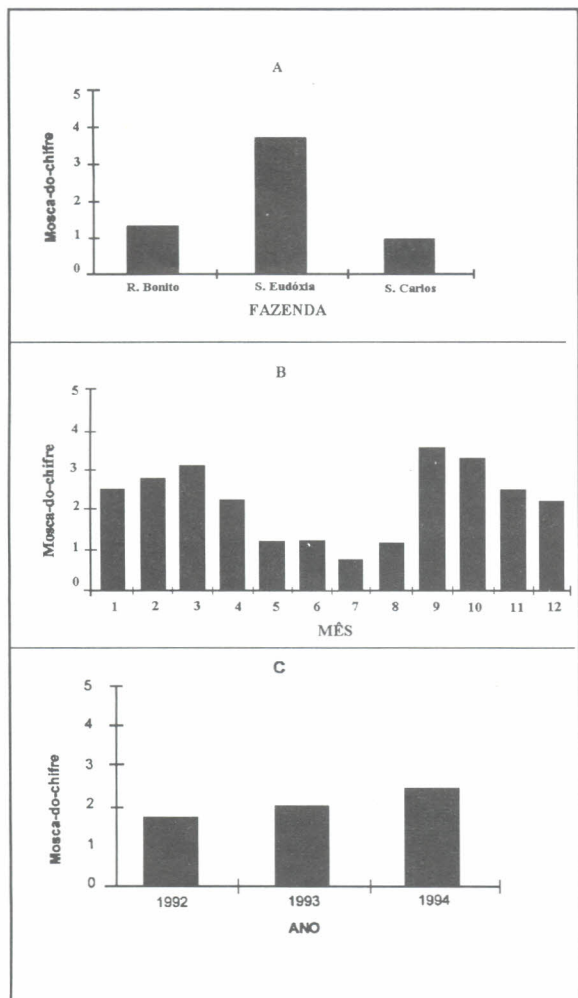 A
Mosca-do-chifre
5
4
3
2
1
0
R. Bonito S. Eudóxia S. Carlos
FAZENDA
B
Mosca-do-chifre
5
4
3
2
1
0
1 2 3 4 5 6 7 8 9 10 11 12
MÊS
C
Mosca-do-chifre
5
4
3
2
1
0
1992 1993 1994
ANO